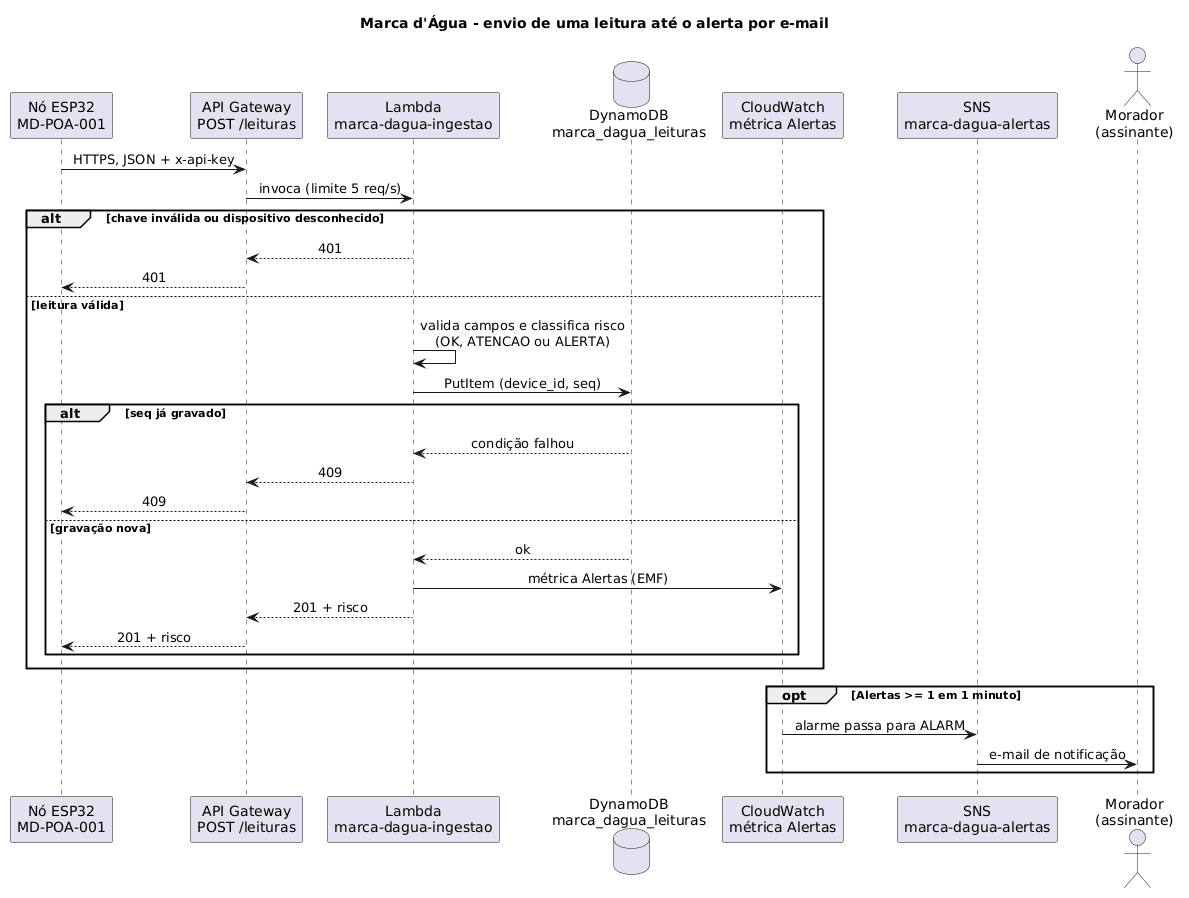 Marca d'Água - envio de uma leitura até o alerta por e-mail
Nó ESP32
MD-POA-001
API Gateway
POST /leituras
Lambda
marca-dagua-ingestao
DynamoDB
marca_dagua_leituras
CloudWatch
métrica Alertas
SNS
marca-dagua-alertas
Morador
(assinante)
HTTPS, JSON + x-api-key
invoca (limite 5 req/s)
alt
[chave inválida ou dispositivo desconhecido]
401
401
[leitura válida]
valida campos e classifica risco
(OK, ATENCAO ou ALERTA)
PutItem (device_id, seq)
alt
[seq já gravado]
condição falhou
409
409
[gravação nova]
ok
métrica Alertas (EMF)
201 + risco
201 + risco
opt
[Alertas >= 1 em 1 minuto]
alarme passa para ALARM
e-mail de notificação
Nó ESP32
MD-POA-001
API Gateway
POST /leituras
Lambda
marca-dagua-ingestao
DynamoDB
marca_dagua_leituras
CloudWatch
métrica Alertas
SNS
marca-dagua-alertas
Morador
(assinante)